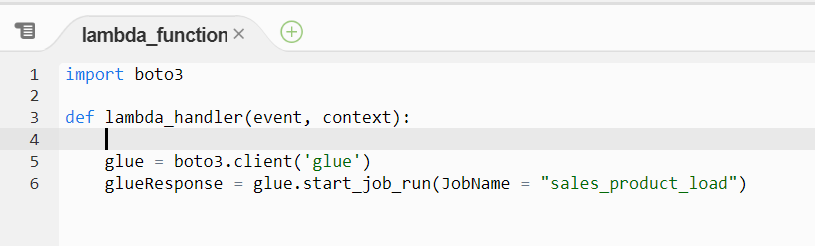 lambda_function ×
1 import boto3
2
3 def lambda_handler(event, context):
4
5     glue = boto3.client('glue')
6     glueResponse = glue.start_job_run(JobName = "sales_product_load")